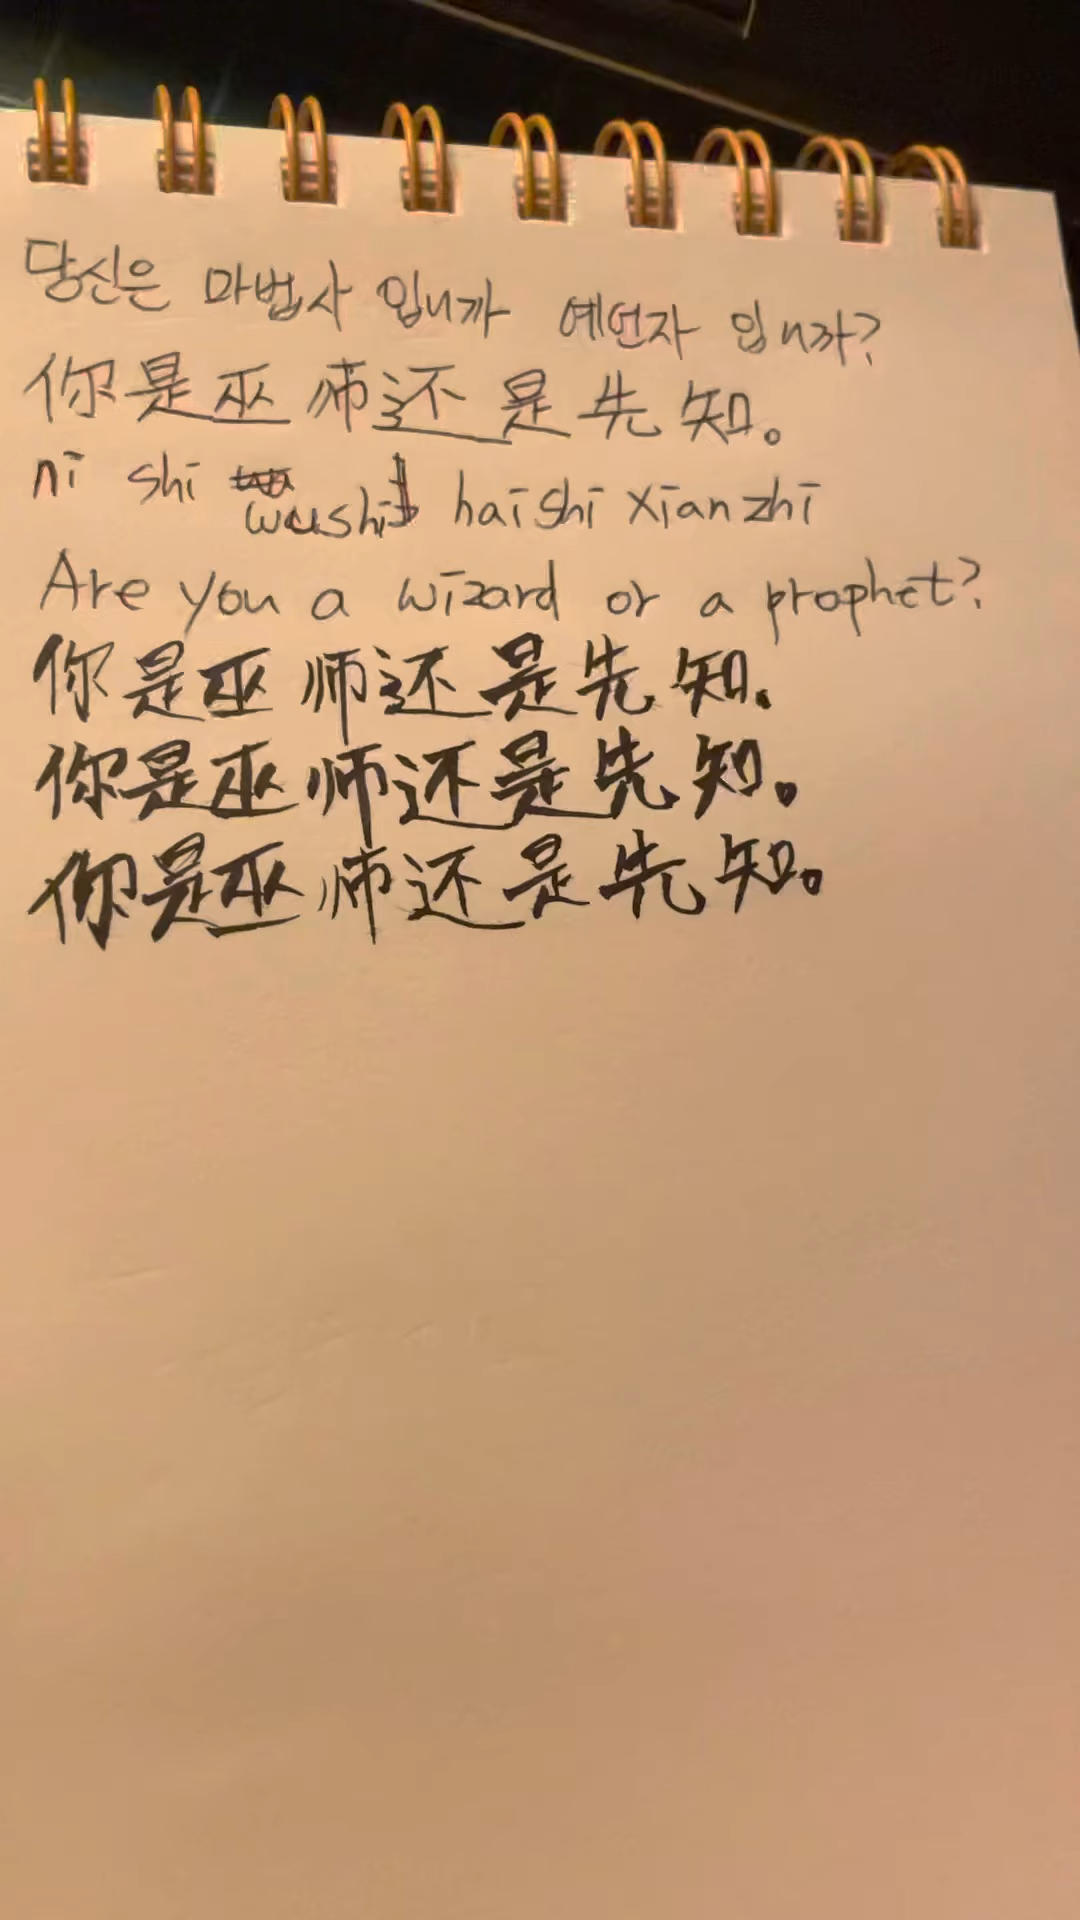 당신은 마법사 입니까 예언자 입니까?
你是巫师还是先知。
ni shi wushi haishi xianzhi
Are you a wizard or a prophet?
你是巫师还是先知.
你是巫师还是先知。
你是巫师还是先知。